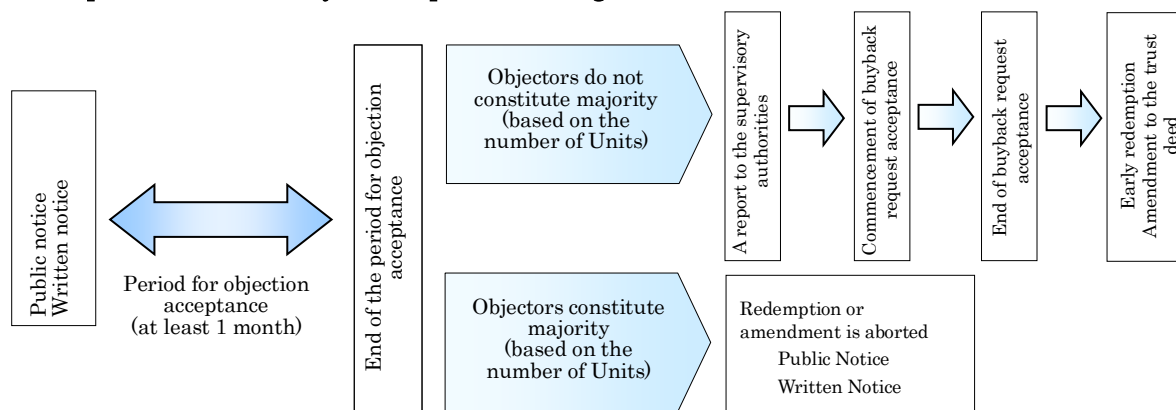 Public notice
Written notice
Period for objection
acceptance
(at least 1 month)
End of the period for objection
acceptance
Objectors do not
constitute majority
(based on the
number of Units)
A report to the supervisory
authorities
Commencement of buyback
request acceptance
End of buyback request
acceptance
Early redemption
Amendment to the trust
deed
Objectors constitute
majority
(based on the
number of Units)
Redemption or
amendment is aborted
Public Notice
Written Notice